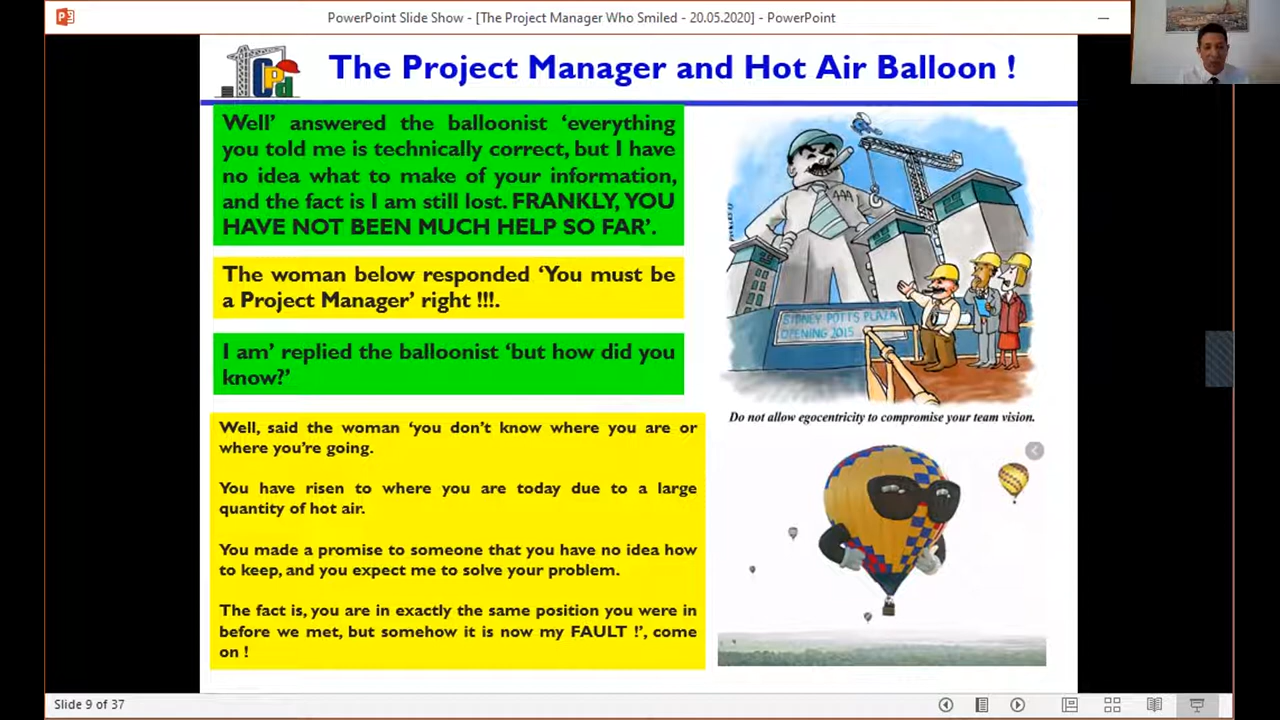 PowerPoint Slide Show - [The Project Manager Who Smiled - 20.05.2020] - PowerPoint
CPd
The Project Manager and Hot Air Balloon !
Well’ answered the balloonist ‘everything
you told me is technically correct, but I have
no idea what to make of your information,
and the fact is I am still lost. FRANKLY, YOU
HAVE NOT BEEN MUCH HELP SO FAR’.
The woman below responded ‘You must be
a Project Manager’ right !!!.
I am’ replied the balloonist ‘but how did you
know?’
Well, said the woman ‘you don’t know where you are or
where you’re going.
You have risen to where you are today due to a large
quantity of hot air.
You made a promise to someone that you have no idea how
to keep, and you expect me to solve your problem.
The fact is, you are in exactly the same position you were in
before we met, but somehow it is now my FAULT !’, come
on !
SIDNEY POTTS PLAZA
OPENING 2015
Do not allow egocentricity to compromise your team vision.
Slide 9 of 37